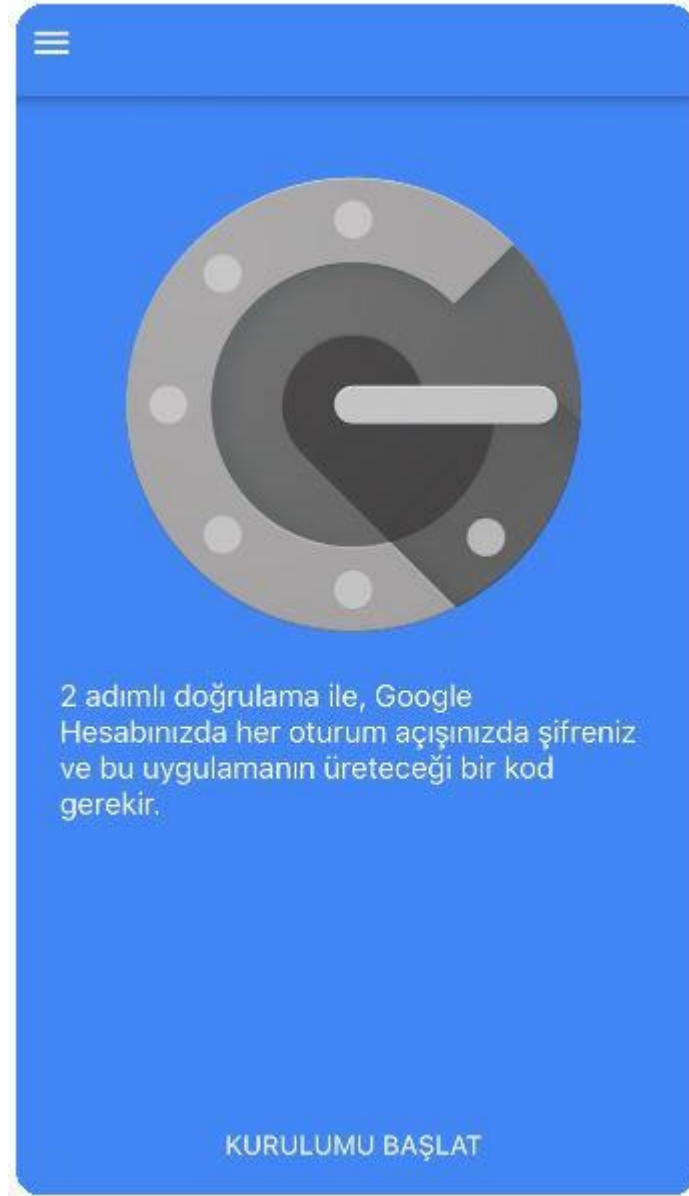 2 adımlı doğrulama ile, Google
Hesabınızda her oturum açışınızda şifreniz
ve bu uygulamanın üreteceği bir kod
gerekir.
KURULUMU BAŞLAT